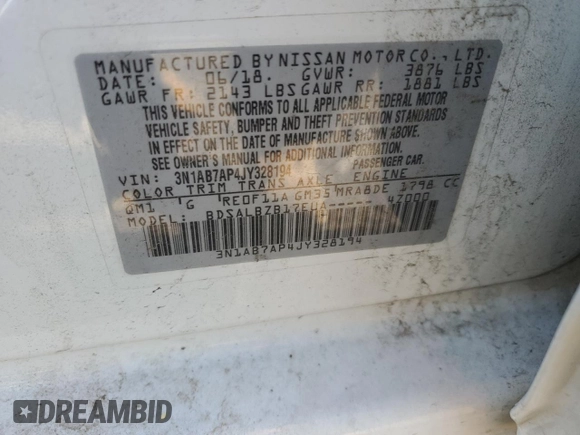 MANUFACTURED BY NISSAN MOTOR CO., LTD.
DATE: 06/18. GVWR: 3876 LBS
GAWR FR: 2143 LBS GAWR RR: 1881 LBS
THIS VEHICLE CONFORMS TO ALL APPLICABLE FEDERAL MOTOR
VEHICLE SAFETY, BUMPER AND THEFT PREVENTION STANDARDS
IN EFFECT ON THE DATE OF MANUFACTURE SHOWN ABOVE.
SEE OWNER'S MANUAL FOR ADDITIONAL INFORMATION.
VIN: 3N1AB7AP4JY328194 PASSENGER CAR.
COLOR TRIM TRANS AXLE ENGINE
QM1 G RE0F11A GM35 MRA8DE 1798 CC
MODEL: BDSALBZB17EUA----- 4Z000
3N1AB7AP4JY328194
DREAMBID